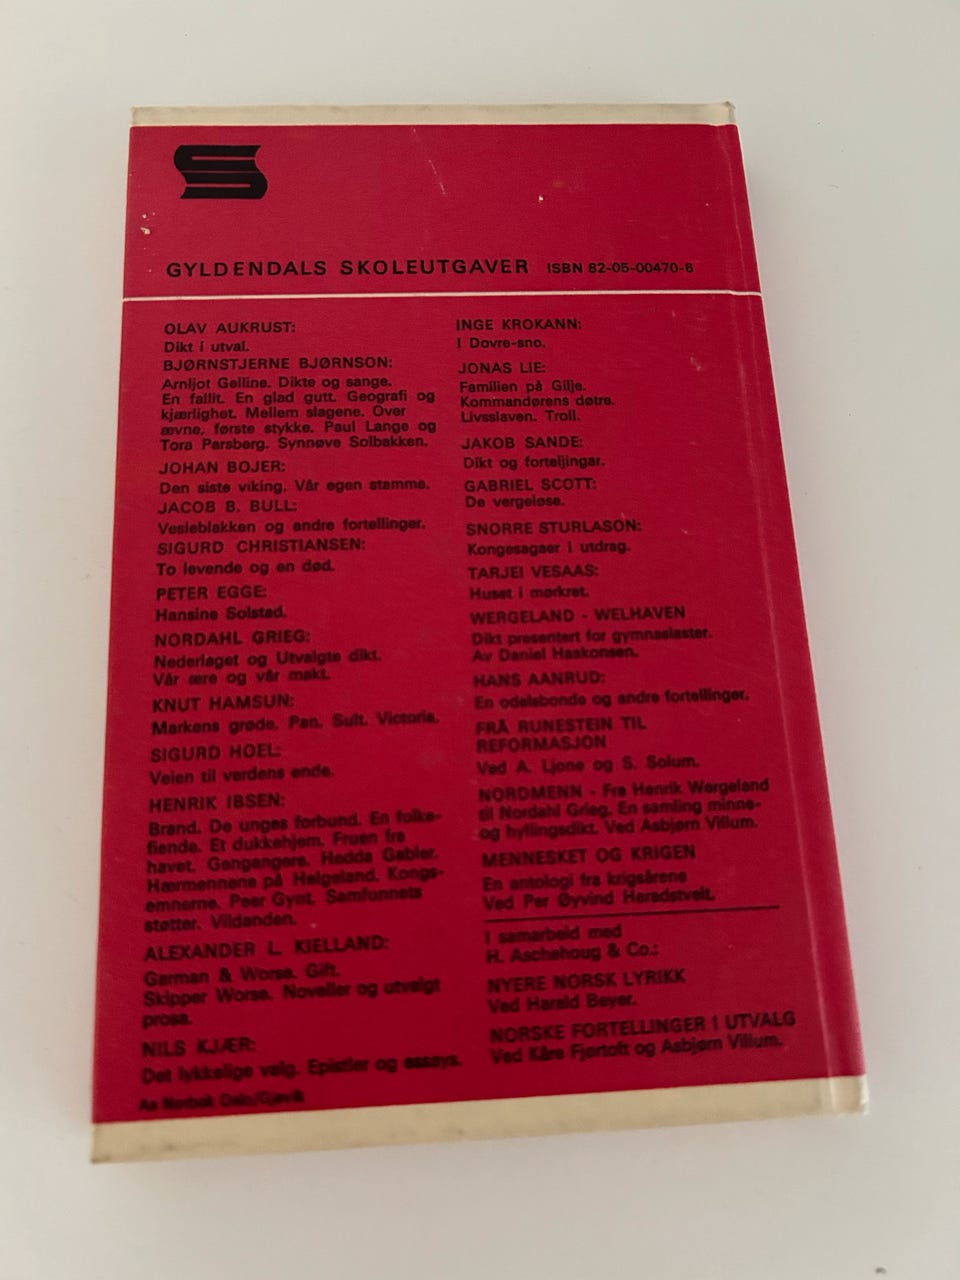 GYLDENDALS SKOLEUTGAVER ISBN 82-05-00470-6
OLAV AUKRUST:
Dikt i utval.
BJØRNSTJERNE BJØRNSON:
Arnljot Gelline. Dikte og sange.
En fallit. En glad gutt. Geografi og
kjærlighet. Mellem slagene. Over
ævne, første stykke. Paul Lange og
Tora Parsberg. Synnøve Solbakken.
JOHAN BOJER:
Den siste viking. Vår egen stamme.
JACOB B. BULL:
Vesleblakken og andre fortellinger.
SIGURD CHRISTIANSEN:
To levende og en død.
PETER EGGE:
Hansine Solstad.
NORDAHL GRIEG:
Nederlaget og Utvalgte dikt.
Vår ære og vår makt.
KNUT HAMSUN:
Markens grøde. Pan. Sult. Victoria.
SIGURD HOEL:
Veien til verdens ende.
HENRIK IBSEN:
Brand. De unges forbund. En folke-
fiende. Et dukkehjem. Fruen fra
havet. Gengangere. Hedda Gabler.
Hærmennene på Helgeland. Kongs-
emnerne. Peer Gynt. Samfunnets
støtter. Vildanden.
ALEXANDER L. KIELLAND:
Garman & Worse. Gift.
Skipper Worse. Noveller og utvalgt
prosa.
NILS KJÆR:
Det lykkelige valg. Epistler og essays.
As Norbok Oslo/Gjøvik
INGE KROKANN:
I Dovre-sno.
JONAS LIE:
Familien på Gilje.
Kommandørens døtre.
Livsslaven. Troll.
JAKOB SANDE:
Dikt og forteljingar.
GABRIEL SCOTT:
De vergeløse.
SNORRE STURLASON:
Kongesagaer i utdrag.
TARJEI VESAAS:
Huset i mørkret.
WERGELAND - WELHAVEN
Dikt presentert for gymnasiaster.
Av Daniel Haakonsen.
HANS AANRUD:
En odelsbonde og andre fortellinger.
FRÅ RUNESTEIN TIL
REFORMASJON
Ved A. Ljone og S. Solum.
NORDMENN - Fra Henrik Wergeland
til Nordahl Grieg. En samling minne-
og hyllingsdikt. Ved Asbjørn Villum.
MENNESKET OG KRIGEN
En antologi fra krigsårene
Ved Per Øyvind Heradstveit.
I samarbeid med
H. Aschehoug & Co.:
NYERE NORSK LYRIKK
Ved Harald Beyer.
NORSKE FORTELLINGER I UTVALG
Ved Kåre Fjørtoft og Asbjørn Villum.